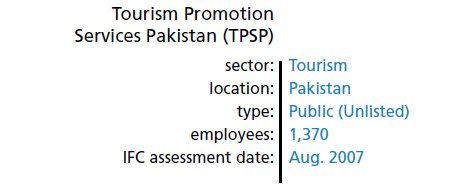 Tourism Promotion
Services Pakistan (TPSP)
sector: Tourism
location: Pakistan
type: Public (Unlisted)
employees: 1,370
IFC assessment date: Aug. 2007